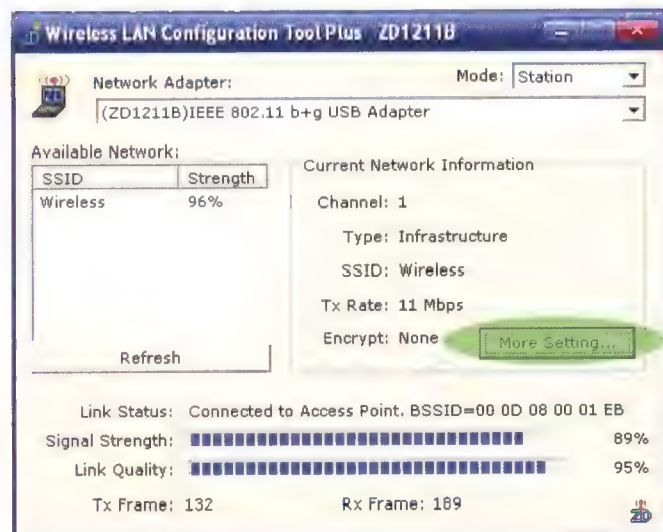 Wireless LAN Configuration Tool Plus ZD1211B
Network Adapter:
Mode: Station
(ZD1211B)IEEE 802.11 b+g USB Adapter
Available Network:
SSID Strength
Wireless 96%
Refresh
Current Network Information
Channel: 1
Type: Infrastructure
SSID: Wireless
Tx Rate: 11 Mbps
Encrypt: None
More Setting...
Link Status: Connected to Access Point. BSSID=00 0D 08 00 01 EB
Signal Strength: 89%
Link Quality: 95%
Tx Frame: 132 Rx Frame: 189
ZD